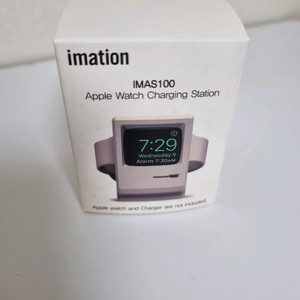 imation
IMAS100
Apple Watch Charging Station
7:29
Wednesday 9
Alarm 7:30AM
Apple watch and Charger are not included.